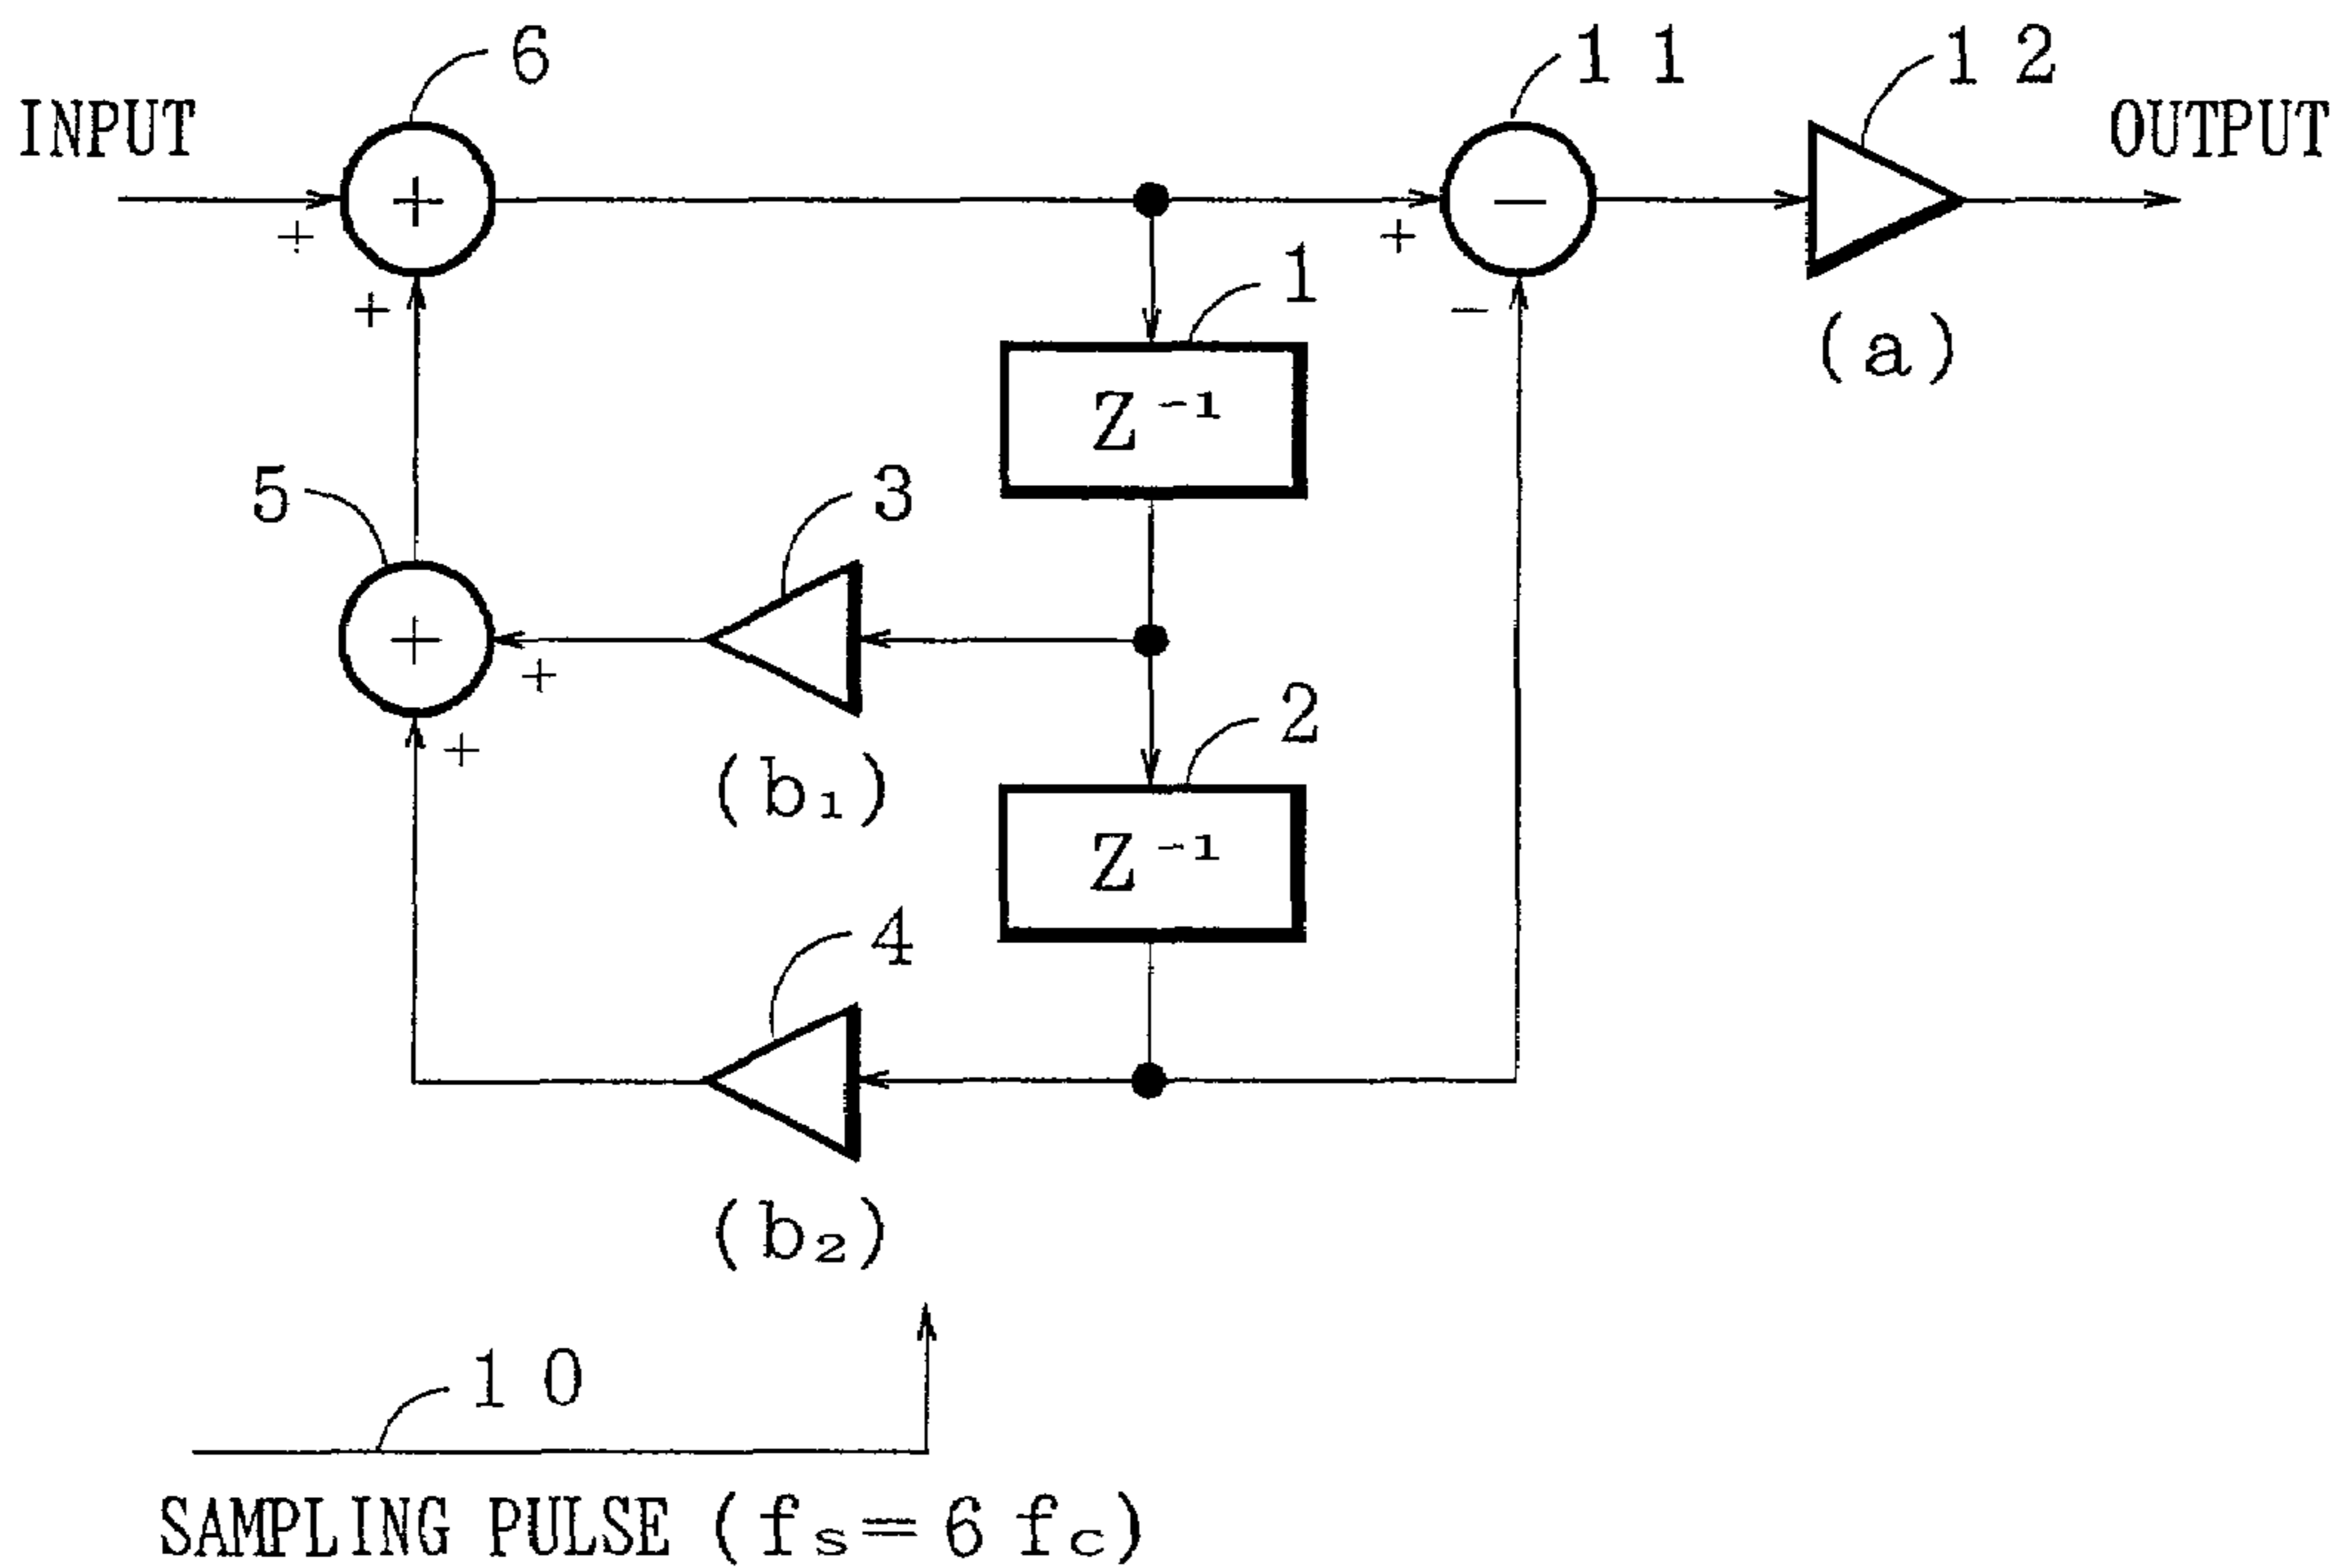 6
1 1
1 2
INPUT
OUTPUT
+
+
+
−
+
−
1
(a)
Z⁻¹
5
3
+
+
+
2
(b₁)
Z⁻¹
4
(b₂)
1 0
SAMPLING PULSE (fₛ=6 f꜀)